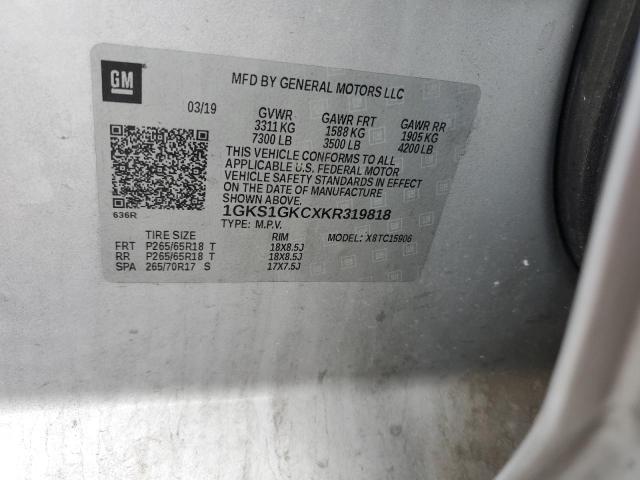 GM
MFD BY GENERAL MOTORS LLC
03/19 GVWR GAWR FRT GAWR RR
3311 KG 1588 KG 1905 KG
7300 LB 3500 LB 4200 LB
THIS VEHICLE CONFORMS TO ALL
APPLICABLE U.S. FEDERAL MOTOR
VEHICLE SAFETY STANDARDS IN EFFECT
ON THE DATE OF MANUFACTURE
1GKS1GKCXKR319818
636R
TYPE: M.P.V. MODEL: X8TC15906
TIRE SIZE RIM
FRT P265/65R18 T 18X8.5J
RR P265/65R18 T 18X8.5J
SPA 265/70R17 S 17X7.5J